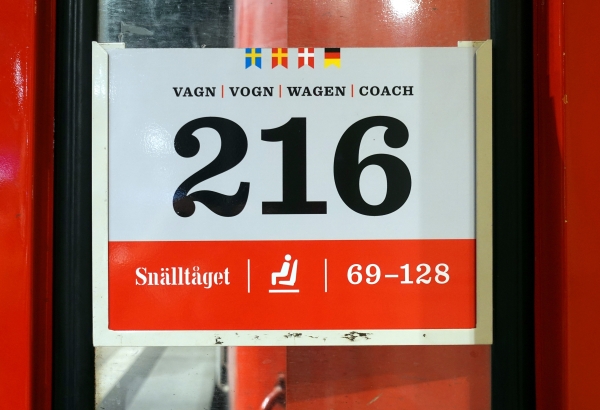 VAGN | VOGN | WAGEN | COACH
216
Snälltåget | 69–128